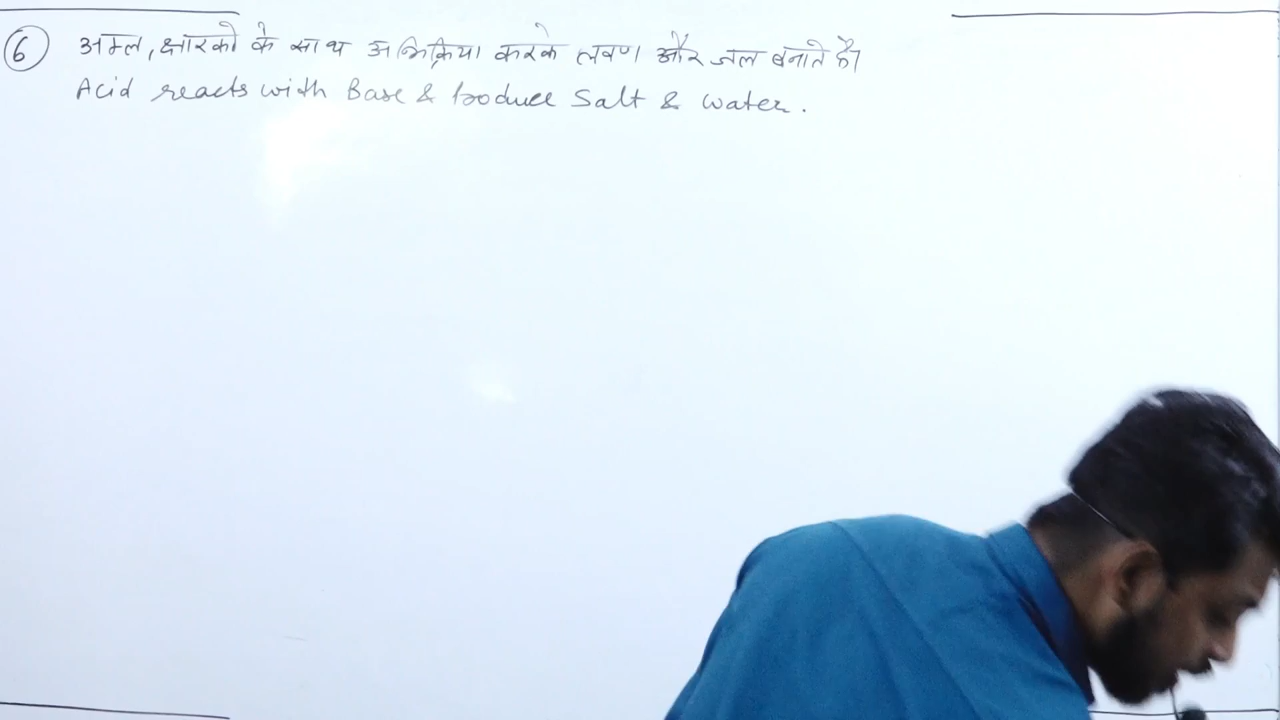 6 अम्ल, क्षारको के साथ अभिक्रिया करके लवण और जल बनाते है।
Acid reacts with Base & produce Salt & water.